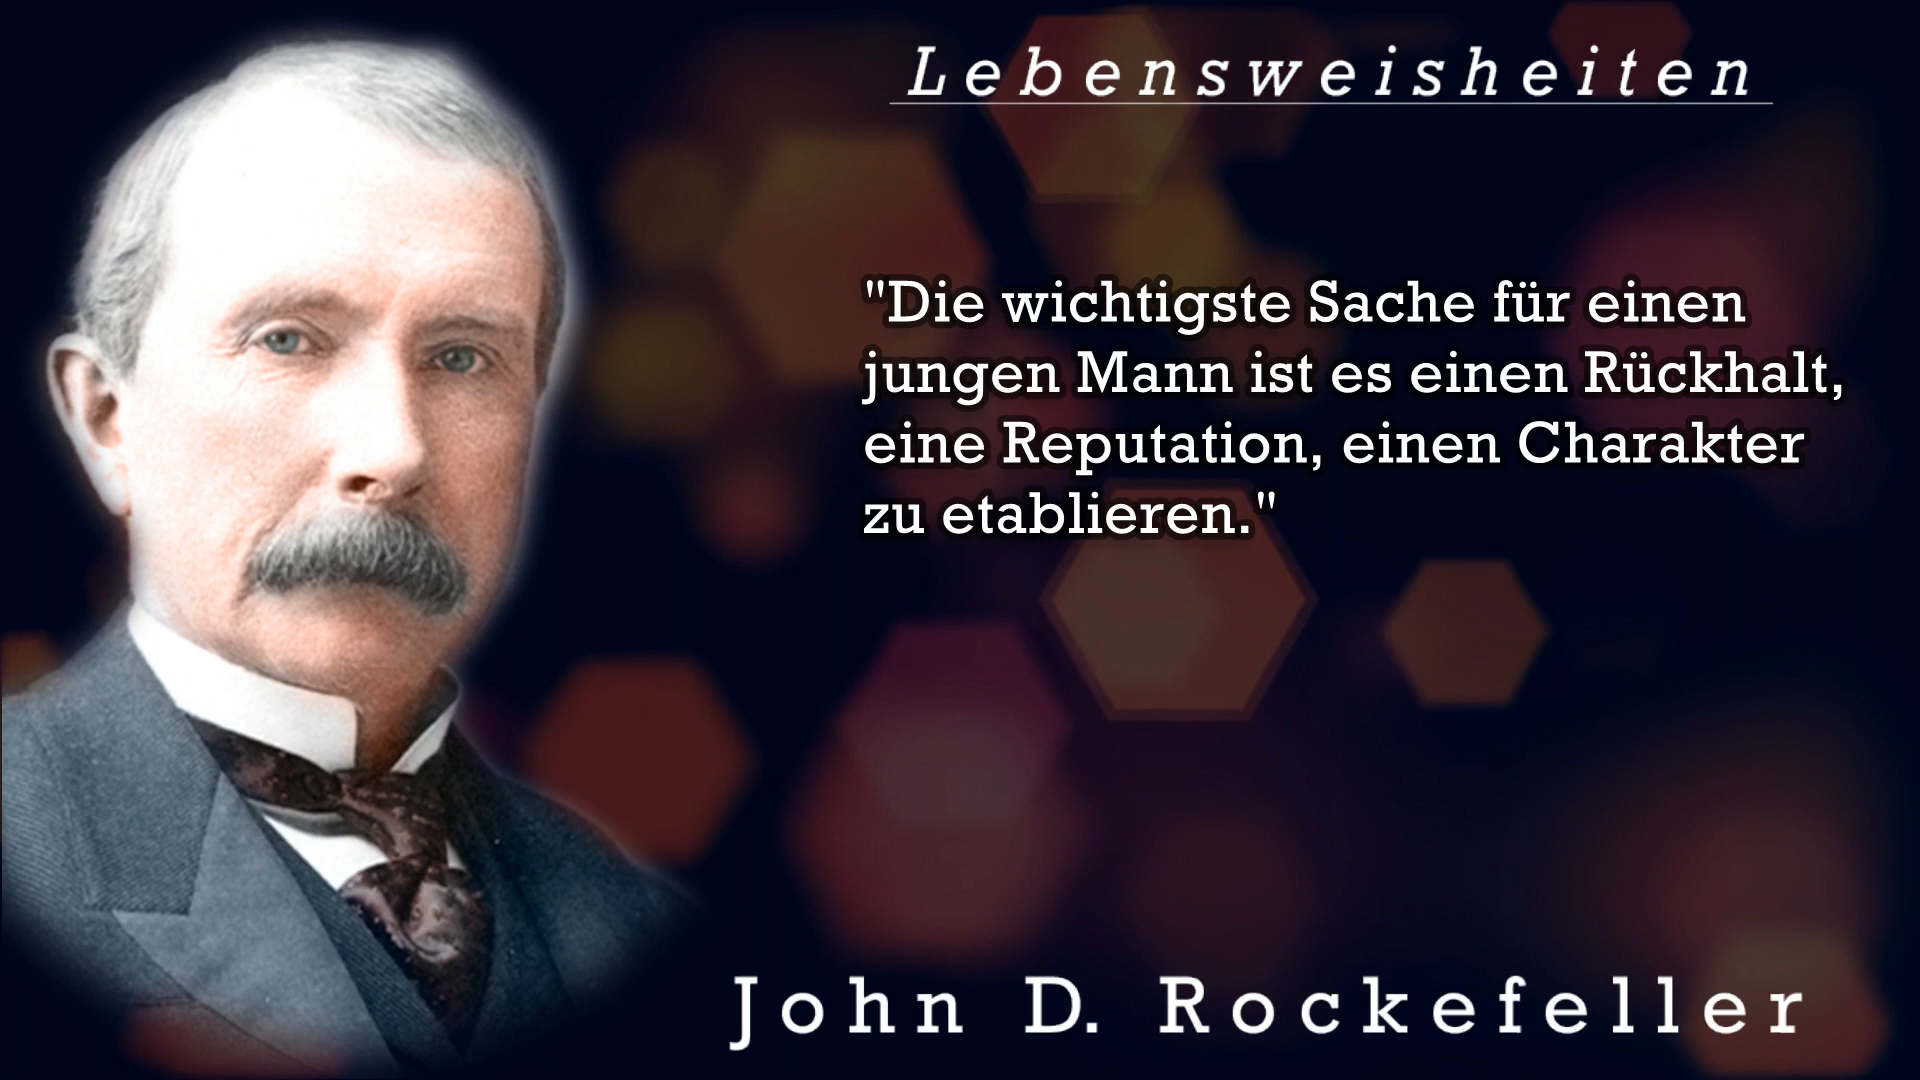 Lebensweisheiten
"Die wichtigste Sache für einen
jungen Mann ist es einen Rückhalt,
eine Reputation, einen Charakter
zu etablieren."
John D. Rockefeller